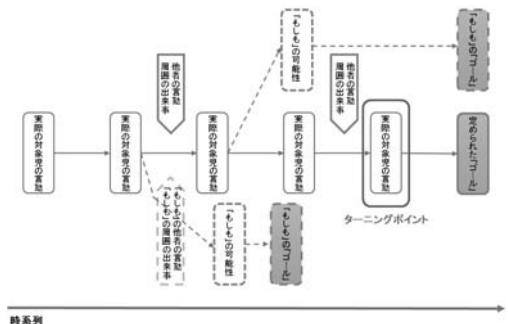 「もしも」の可能性
「もしも」の「ゴール」
他者の言動
周囲の出来事
他者の言動
周囲の出来事
実際の対象児の言動
実際の対象児の言動
実際の対象児の言動
実際の対象児の言動
実際の対象児の言動
定められた「ゴール」
ターニングポイント
「もしも」の他者の言動
「もしも」の周囲の出来事
「もしも」の可能性
「もしも」の「ゴール」
時系列